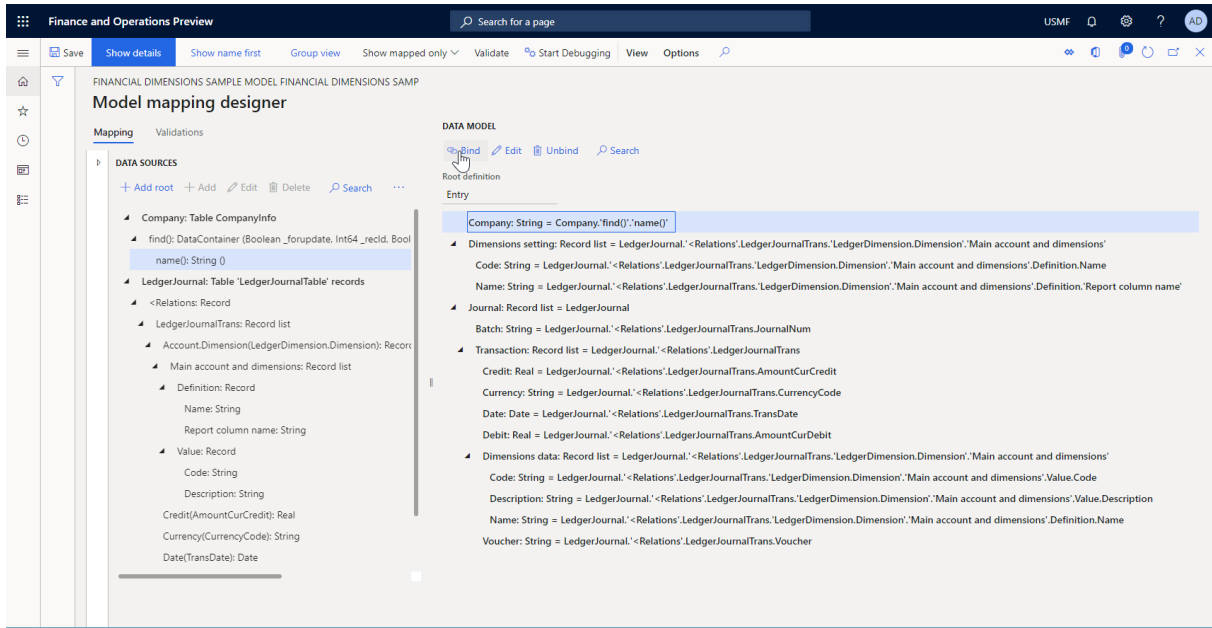 Finance and Operations Preview
Search for a page
USMF
?
AD
Save
Show details
Show name first
Group view
Show mapped only
Validate
Start Debugging
View
Options
0
FINANCIAL DIMENSIONS SAMPLE MODEL FINANCIAL DIMENSIONS SAMP
Model mapping designer
Mapping
Validations
DATA SOURCES
+ Add root
+ Add
Edit
Delete
Search
...
Company: Table CompanyInfo
find(): DataContainer (Boolean _forupdate, Int64 _recId, Bool
name(): String ()
LedgerJournal: Table 'LedgerJournalTable' records
<Relations: Record
LedgerJournalTrans: Record list
Account.Dimension(LedgerDimension.Dimension): Record
Main account and dimensions: Record list
Definition: Record
Name: String
Report column name: String
Value: Record
Code: String
Description: String
Credit(AmountCurCredit): Real
Currency(CurrencyCode): String
Date(TransDate): Date
DATA MODEL
Bind
Edit
Unbind
Search
Root definition
Entry
Company: String = Company.'find()'.'name()'
Dimensions setting: Record list = LedgerJournal.'<Relations'.LedgerJournalTrans.'LedgerDimension.Dimension'.'Main account and dimensions'
Code: String = LedgerJournal.'<Relations'.LedgerJournalTrans.'LedgerDimension.Dimension'.'Main account and dimensions'.Definition.Name
Name: String = LedgerJournal.'<Relations'.LedgerJournalTrans.'LedgerDimension.Dimension'.'Main account and dimensions'.Definition.'Report column name'
Journal: Record list = LedgerJournal
Batch: String = LedgerJournal.'<Relations'.LedgerJournalTrans.JournalNum
Transaction: Record list = LedgerJournal.'<Relations'.LedgerJournalTrans
Credit: Real = LedgerJournal.'<Relations'.LedgerJournalTrans.AmountCurCredit
Currency: String = LedgerJournal.'<Relations'.LedgerJournalTrans.CurrencyCode
Date: Date = LedgerJournal.'<Relations'.LedgerJournalTrans.TransDate
Debit: Real = LedgerJournal.'<Relations'.LedgerJournalTrans.AmountCurDebit
Dimensions data: Record list = LedgerJournal.'<Relations'.LedgerJournalTrans.'LedgerDimension.Dimension'.'Main account and dimensions'
Code: String = LedgerJournal.'<Relations'.LedgerJournalTrans.'LedgerDimension.Dimension'.'Main account and dimensions'.Value.Code
Description: String = LedgerJournal.'<Relations'.LedgerJournalTrans.'LedgerDimension.Dimension'.'Main account and dimensions'.Value.Description
Name: String = LedgerJournal.'<Relations'.LedgerJournalTrans.'LedgerDimension.Dimension'.'Main account and dimensions'.Definition.Name
Voucher: String = LedgerJournal.'<Relations'.LedgerJournalTrans.Voucher